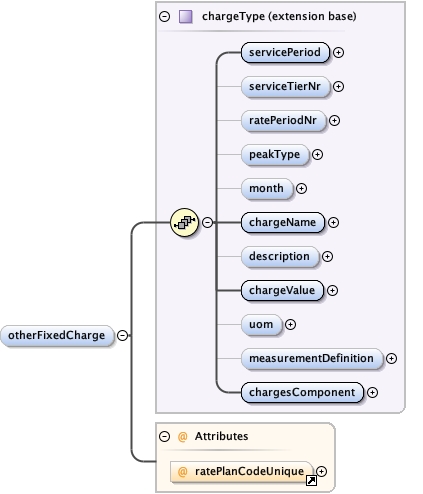 chargeType (extension base)
servicePeriod
serviceTierNr
ratePeriodNr
peakType
month
chargeName
description
chargeValue
uom
otherFixedCharge
measurementDefinition
chargesComponent
@ Attributes
@ ratePlanCodeUnique